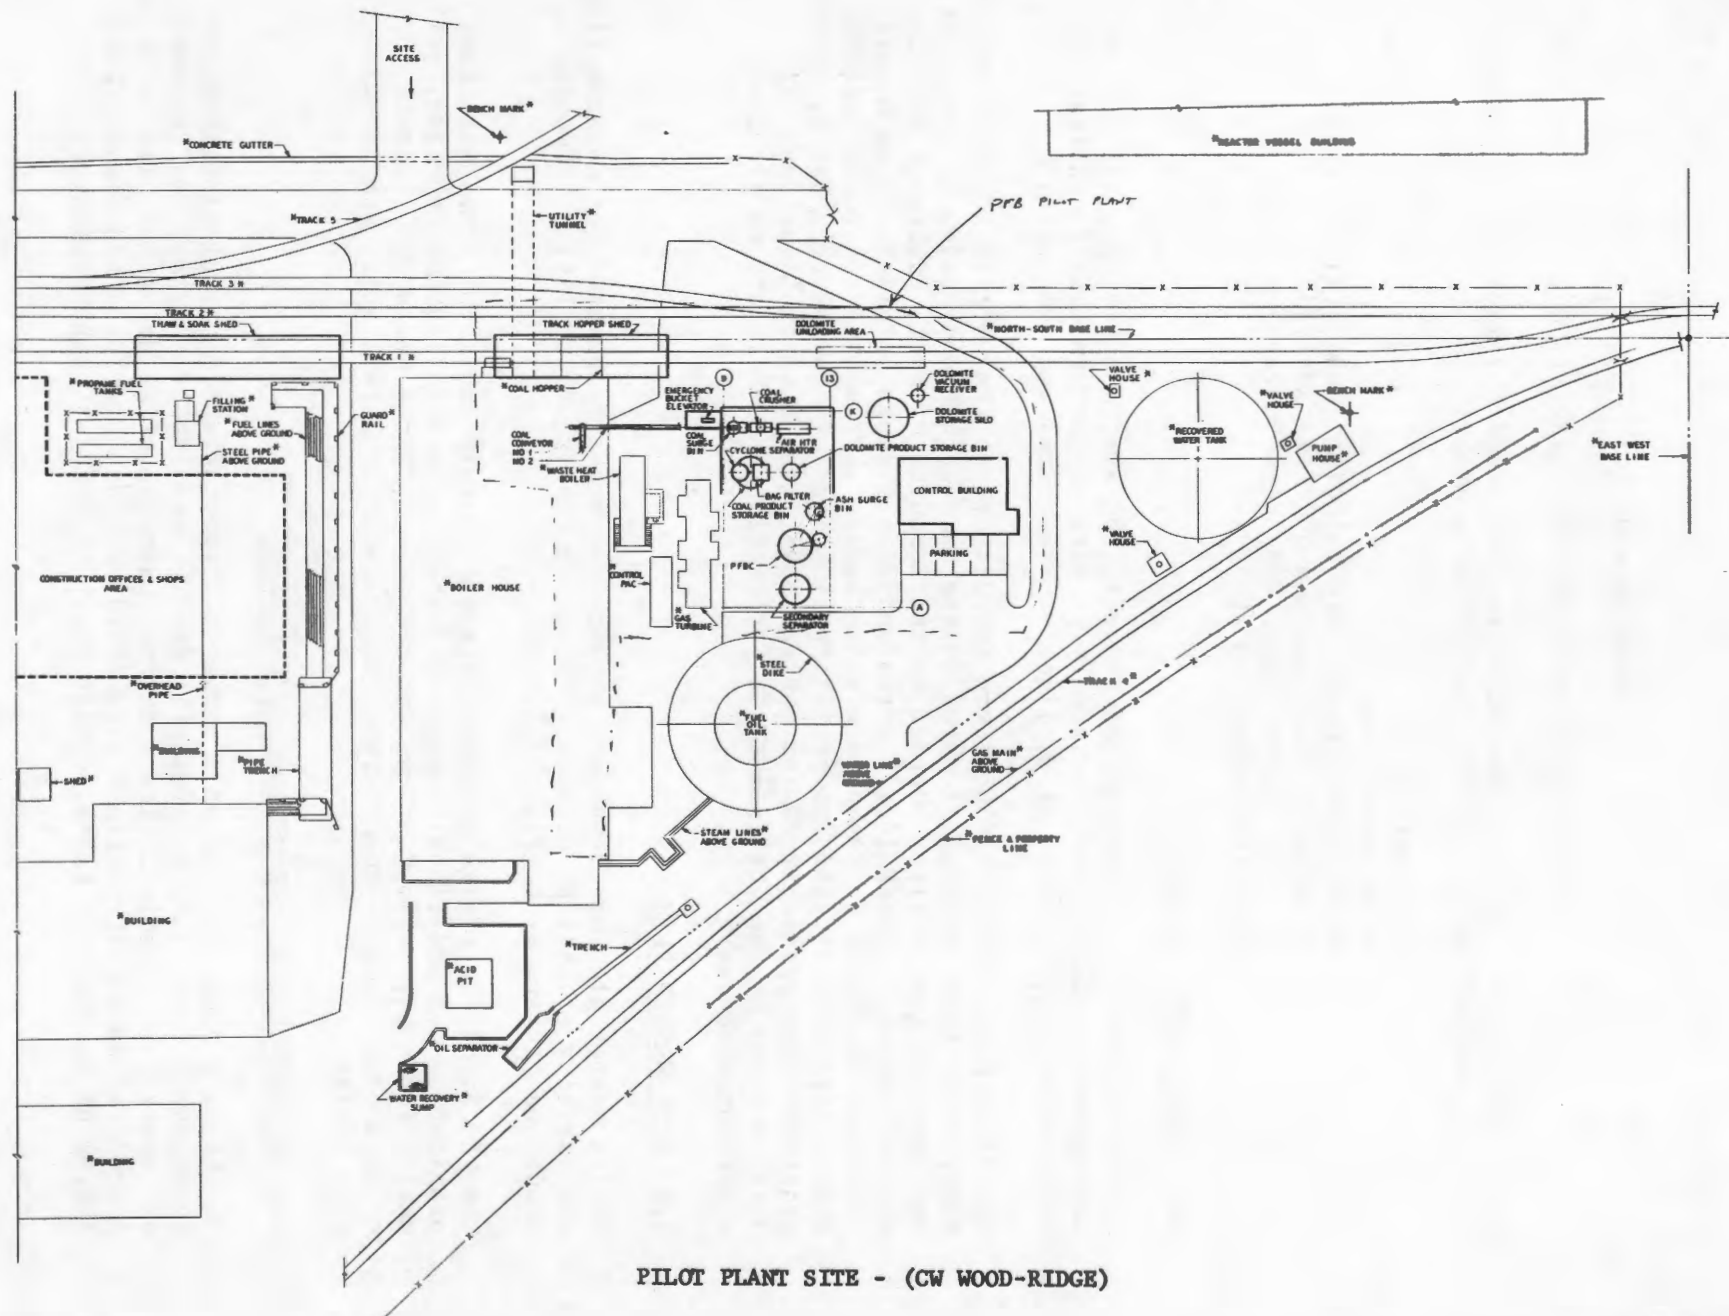 SITE
ACCESS
BENCH MARK*
*CONCRETE GUTTER
*REACTOR VESSEL BUILDING
*TRACK 5
UTILITY*
TUNNEL
PFB PILOT PLANT
TRACK 3 *
TRACK 2 *
THAW & SOAK SHED
TRACK HOPPER SHED
DOLOMITE
UNLOADING AREA
*NORTH-SOUTH BASE LINE
TRACK 1 *
*PROPANE FUEL
TANKS
FILLING*
STATION
*FUEL LINES
ABOVE GROUND
STEEL PIPE*
ABOVE GROUND
GUARD*
RAIL
*COAL HOPPER
EMERGENCY
BUCKET
ELEVATOR
9
COAL
CRUSHER
13
K
DOLOMITE
VACUUM
RECEIVER
DOLOMITE
STORAGE SILO
VALVE
HOUSE*
*VALVE
HOUSE
BENCH MARK*
*RECOVERED
WATER TANK
PUMP
HOUSE*
*EAST WEST
BASE LINE
COAL
CONVEYOR
NO 1
NO 2
COAL
SURGE
BIN
AIR HTR
CYCLONE SEPARATOR
DOLOMITE PRODUCT STORAGE BIN
*WASTE HEAT
BOILER
BAG FILTER
COAL PRODUCT
STORAGE BIN
ASH SURGE
BIN
CONTROL BUILDING
PARKING
*VALVE
HOUSE
PFBC
CONSTRUCTION OFFICES & SHOPS
AREA
*BOILER HOUSE
*
CONTROL
PAC
*
GAS
TURBINE
SECONDARY
SEPARATOR
A
*STEEL
DIKE
*FUEL
OIL
TANK
*OVERHEAD
PIPE
*BUILDING
*PIPE
TRENCH
SHED*
TRACK 4*
WATER LINE*
ABOVE
GROUND
GAS MAIN*
ABOVE
GROUND
STEAM LINES*
ABOVE GROUND
*FENCE & PROPERTY
LINE
*BUILDING
*TRENCH
*ACID
PIT
*OIL SEPARATOR
WATER RECOVERY*
SUMP
*BUILDING
PILOT PLANT SITE - (CW WOOD-RIDGE)